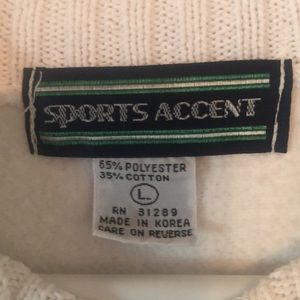 SPORTS ACCENT
65% POLYESTER
35% COTTON
L
RN 31289
MADE IN KOREA
CARE ON REVERSE